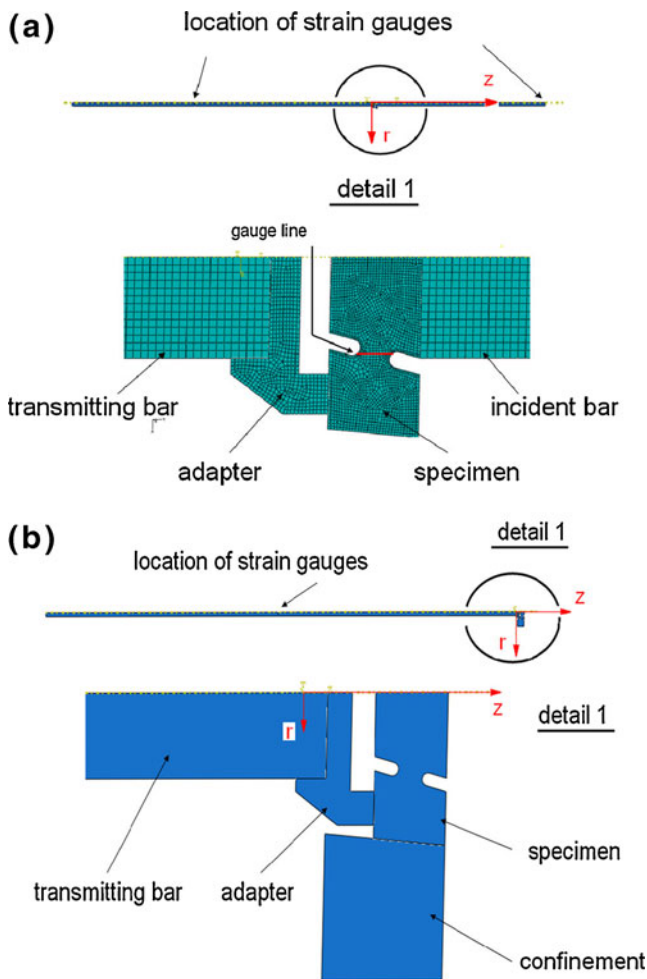 (a)
location of strain gauges
z
r
detail 1
gauge line
transmitting bar
incident bar
adapter
specimen
(b)
detail 1
location of strain gauges
z
r
z
r
detail 1
specimen
transmitting bar
adapter
confinement